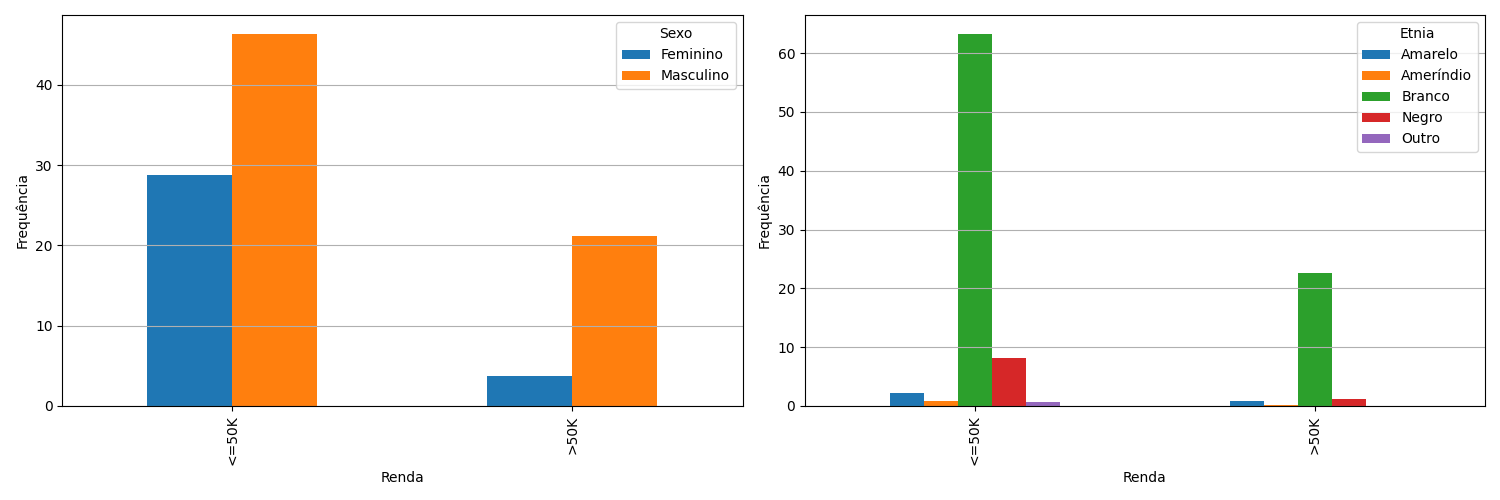 Sexo
Feminino
Masculino
40
30
20
10
0
Frequência
<=50K
>50K
Renda
Etnia
Amarelo
Ameríndio
Branco
Negro
Outro
60
50
40
30
20
10
0
Frequência
<=50K
>50K
Renda